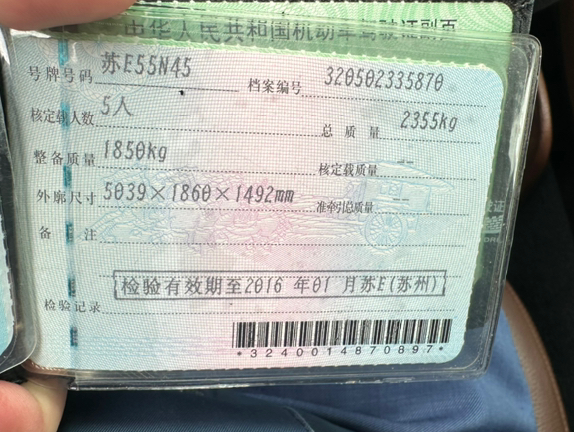 中华人民共和国机动车驾驶证副页
号牌号码 苏E55N45 档案编号 320502335870
核定载人数 5人 总质量 2355kg
整备质量 1850kg 核定载质量 --
外廓尺寸 5039×1860×1492mm 准牵引总质量 --
备注
检验有效期至2016 年01 月苏E(苏州)
检验记录
*3240014870897*